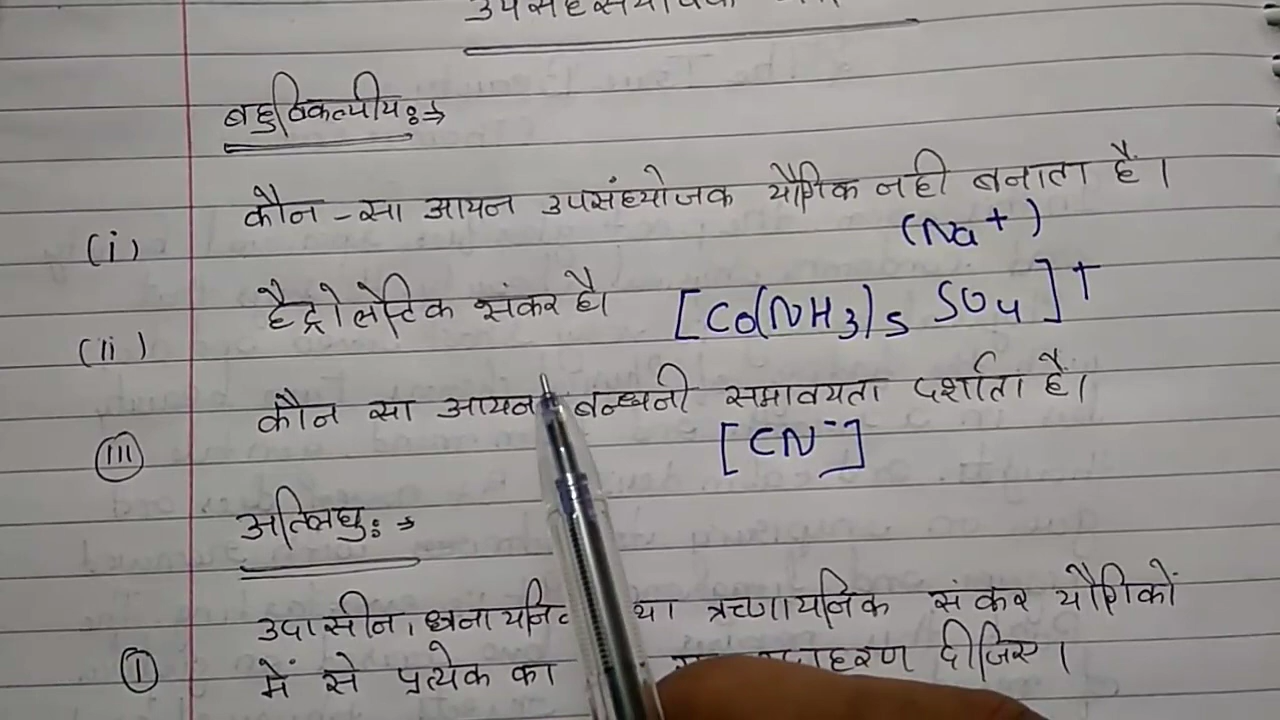 बहुविकल्पीयः→
कौन-सा आयन उपसंहयोजक यौगिक नही बनाता है।
(i) (Na+)
हैट्रोलेप्टिक संकर है। [Co(NH3)5 SO4]+
(ii)
कौन सा आयन बन्धनी समावयता दर्शाता है।
(iii) [CN-]
अतिलघुः→
उदासीन, धनायनि या ऋणायनिक संकर यौगिकों
(I) में से प्रत्येक का दीजिए।